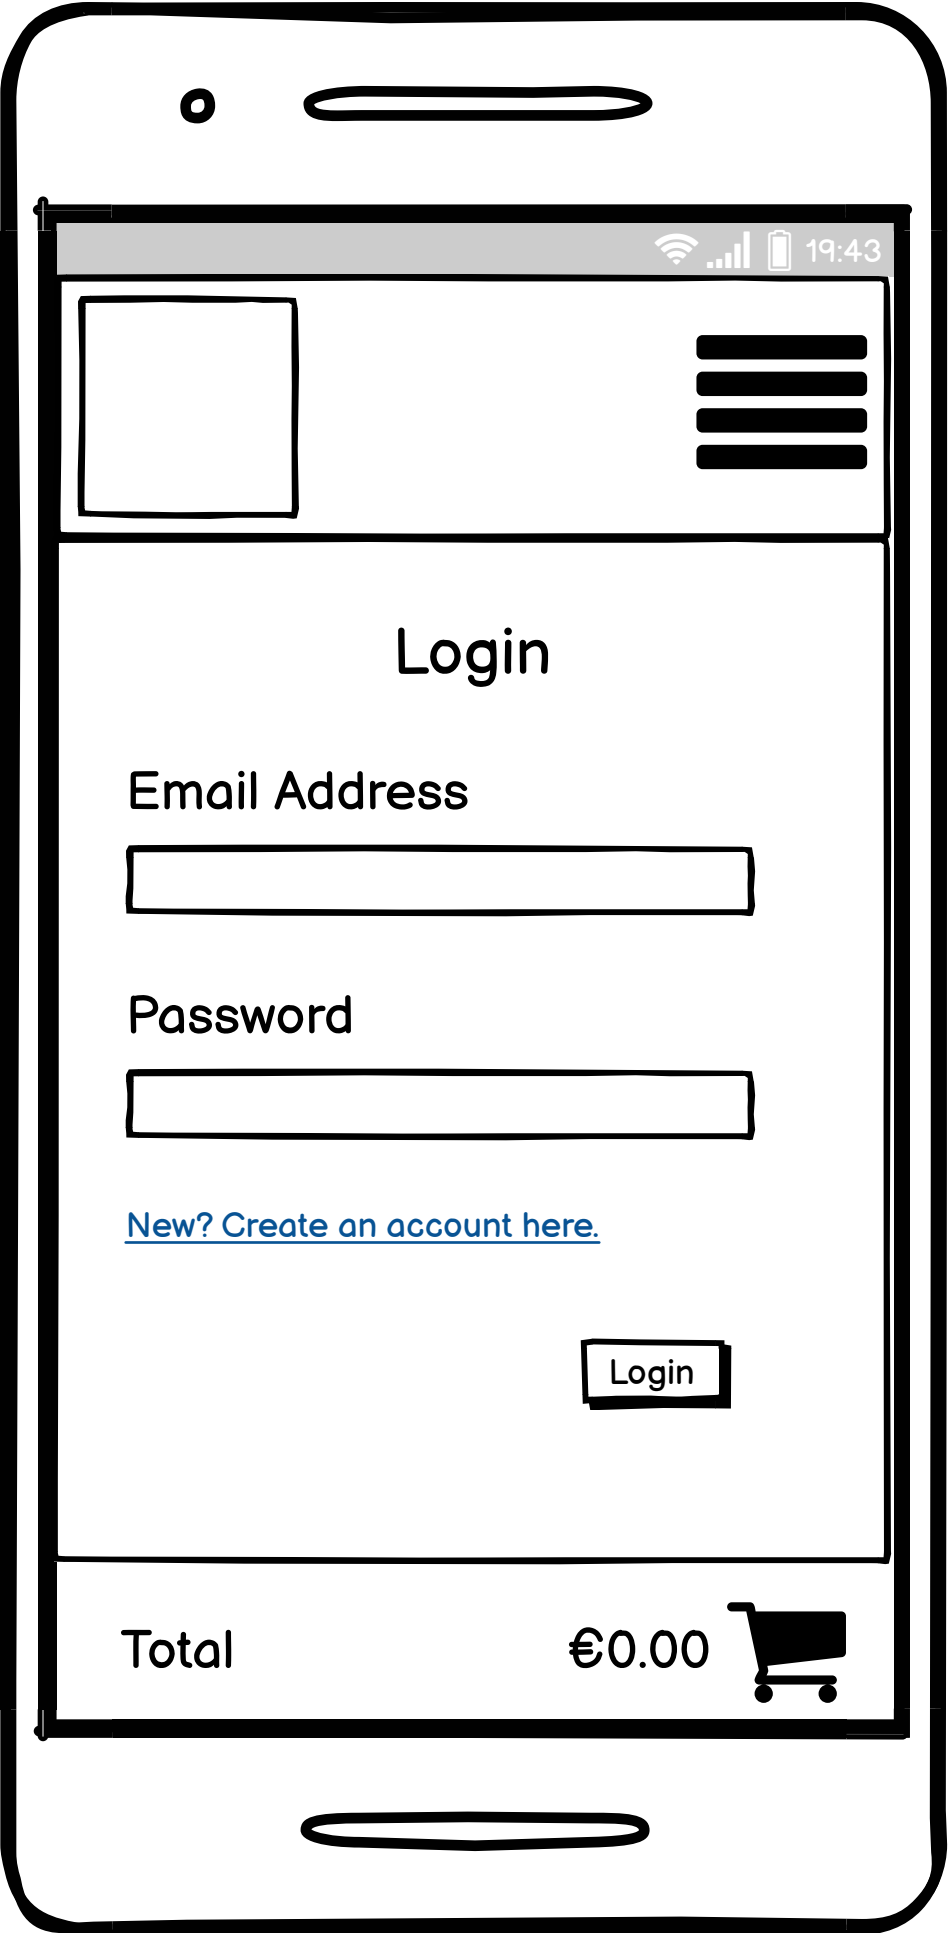 19:43
Login
Email Address
Password
New? Create an account here.
Login
Total €0.00